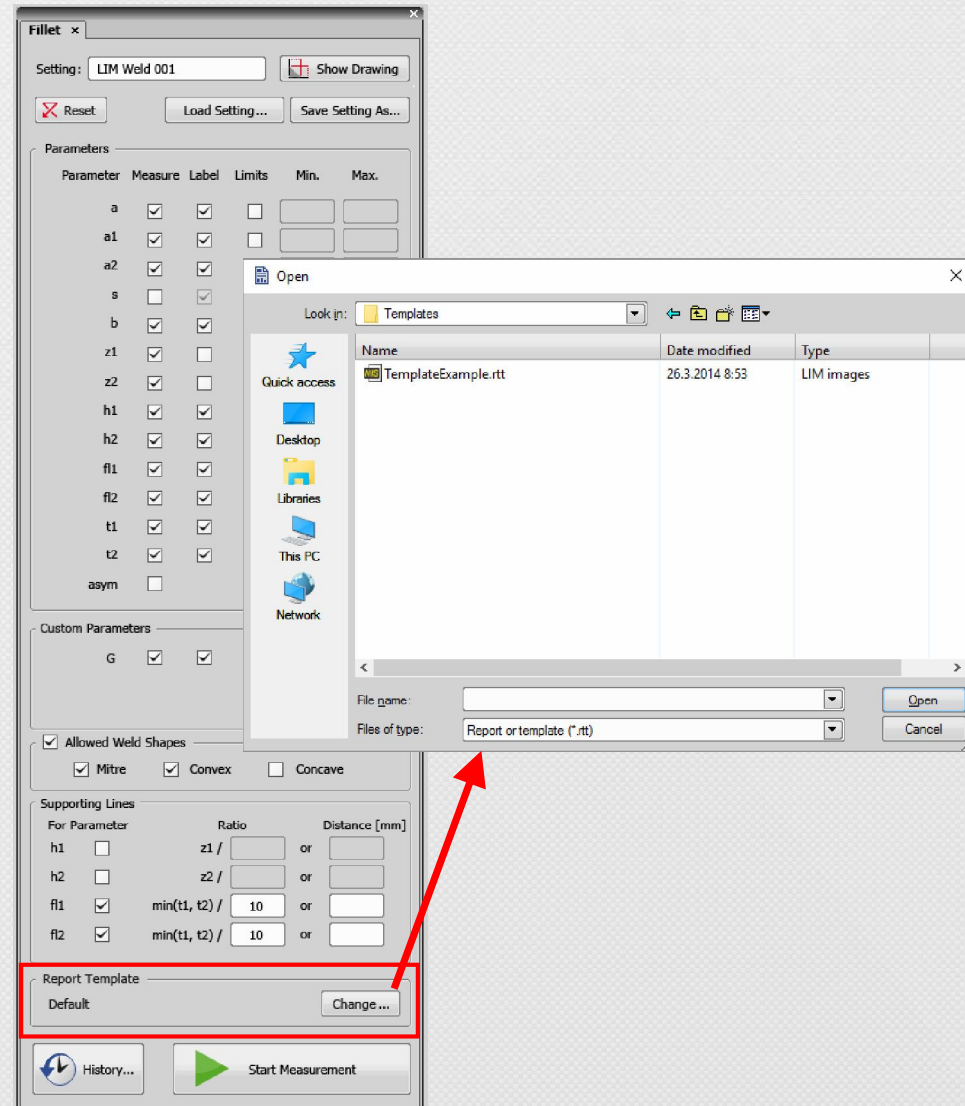 Fillet ×
Setting: LIM Weld 001 Show Drawing
Reset Load Setting... Save Setting As...
Parameters
Parameter Measure Label Limits Min. Max.
a
a1
a2
s
b
z1
z2
h1
h2
fl1
fl2
t1
t2
asym
Open
Look in: Templates
Name Date modified Type
TemplateExample.rtt 26.3.2014 8:53 LIM images
Quick access
Desktop
Libraries
This PC
Network
File name: Open
Files of type: Report or template (*.rtt) Cancel
Custom Parameters
G
Allowed Weld Shapes
Mitre Convex Concave
Supporting Lines
For Parameter Ratio Distance [mm]
h1 z1 / or
h2 z2 / or
fl1 min(t1, t2) / 10 or
fl2 min(t1, t2) / 10 or
Report Template
Default Change...
History... Start Measurement